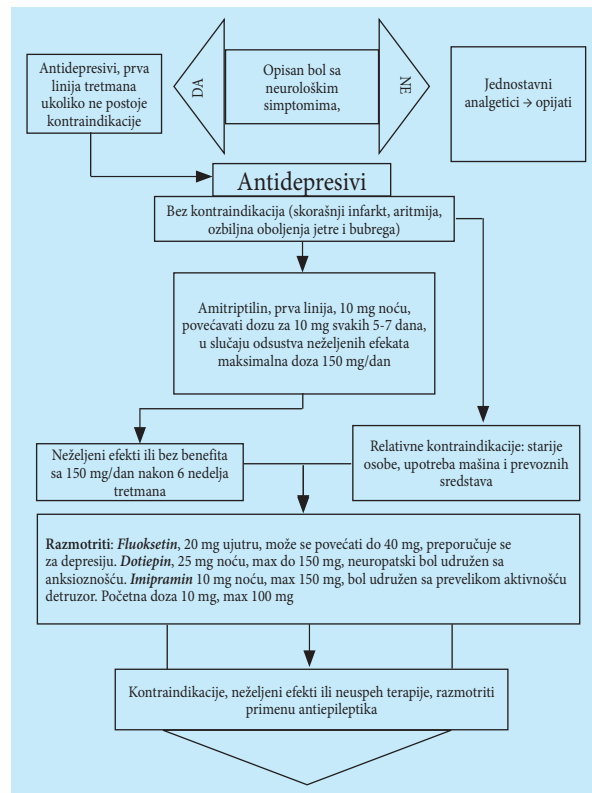 Antidepresivi, prva
linija tretmana
ukoliko ne postoje
kontraindikacije
DA
Opisan bol sa
neurološkim
simptomima,
NE
Jednostavni
analgetici → opijati
Antidepresivi
Bez kontraindikacija (skorašnji infarkt, aritmija,
ozbiljna oboljenja jetre i bubrega)
Amitriptilin, prva linija, 10 mg noću,
povećavati dozu za 10 mg svakih 5-7 dana,
u slučaju odsustva neželjenih efekata
maksimalna doza 150 mg/dan
Neželjeni efekti ili bez benefita
sa 150 mg/dan nakon 6 nedelja
tretmana
Relativne kontraindikacije: starije
osobe, upotreba mašina i prevoznih
sredstava
Razmotriti: Fluoksetin, 20 mg ujutru, može se povećati do 40 mg, preporučuje se
za depresiju. Dotiepin, 25 mg noću, max do 150 mg, neuropatski bol udružen sa
anksioznošću. Imipramin 10 mg noću, max 150 mg, bol udružen sa prevelikom aktivnošću
detruzor. Početna doza 10 mg, max 100 mg
Kontraindikacije, neželjeni efekti ili neuspeh terapije, razmotriti
primenu antiepileptika